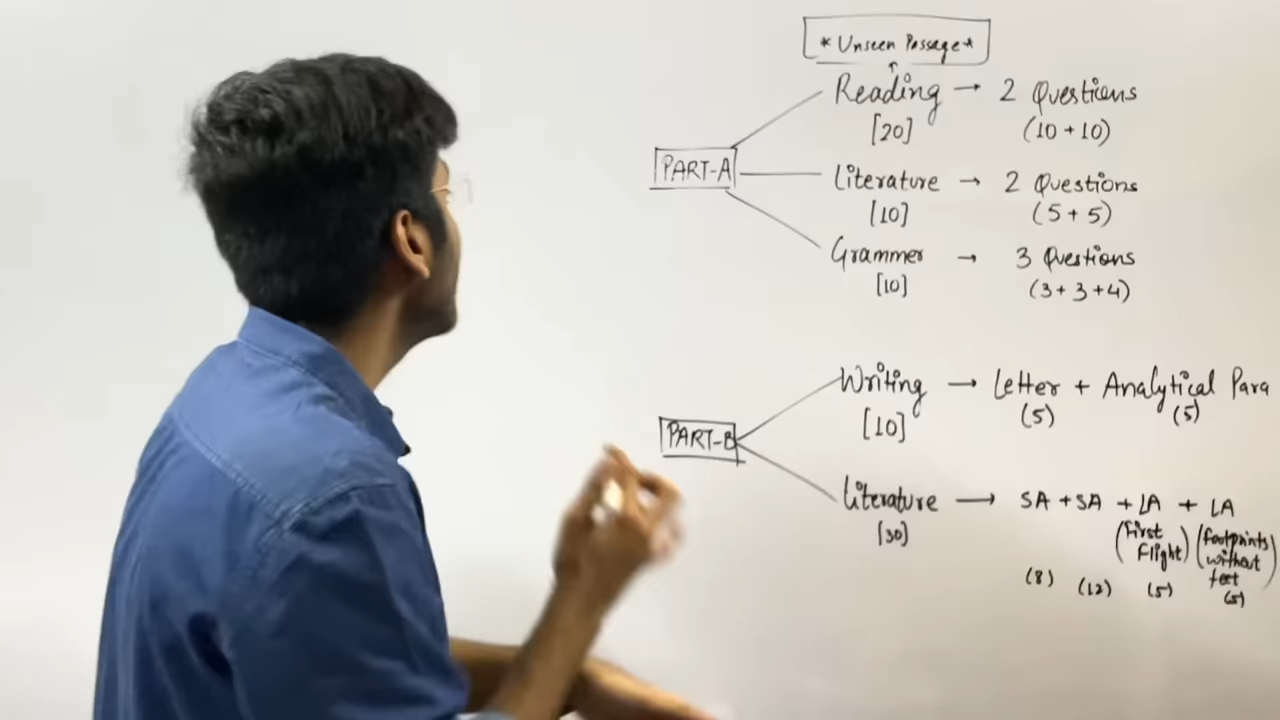 * Unseen Passage *
Reading → 2 Questions
[20] (10 + 10)
PART-A
Literature → 2 Questions
[10] (5 + 5)
Grammer → 3 Questions
[10] (3 + 3 + 4)
Writing → Letter + Analytical Para
[10] (5) (5)
PART-B
Literature → SA + SA + LA + LA
[30] (First Flight) (footprints without feet)
(8) (12) (5) (5)